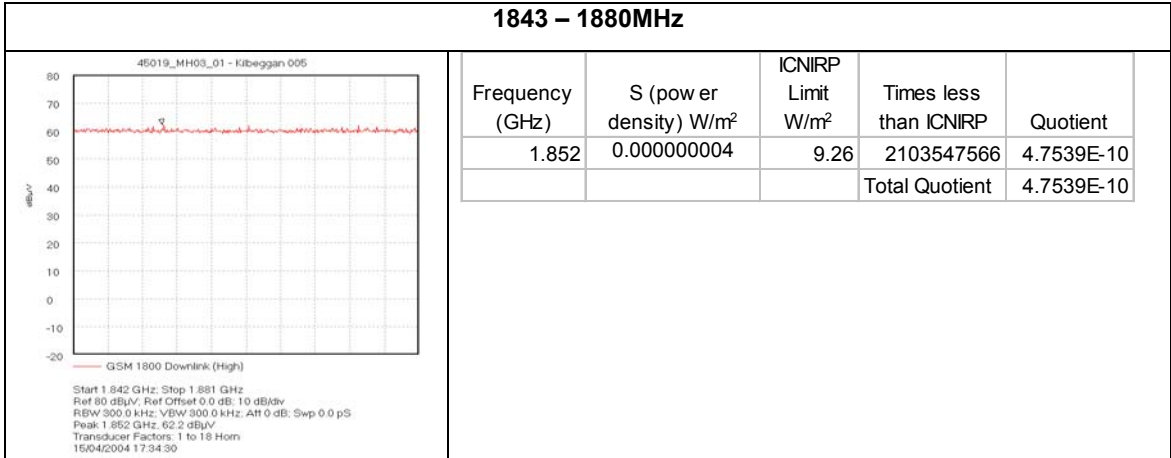 1843 – 1880MHz
45019_MH03_01 - Kilbeggan 005
80
70
60
50
40
30
20
10
0
-10
-20
dBµV
GSM 1800 Downlink (High)
Start 1.842 GHz; Stop 1.881 GHz
Ref 80 dBµV; Ref Offset 0.0 dB; 10 dB/div
RBW 300.0 kHz; VBW 300.0 kHz; Att 0 dB; Swp 0.0 pS
Peak 1.852 GHz, 62.2 dBµV
Transducer Factors: 1 to 18 Horn
15/04/2004 17:34:30
Frequency (GHz) S (pow er density) W/m² ICNIRP Limit W/m² Times less than ICNIRP Quotient
1.852 0.000000004 9.26 2103547566 4.7539E-10
Total Quotient 4.7539E-10